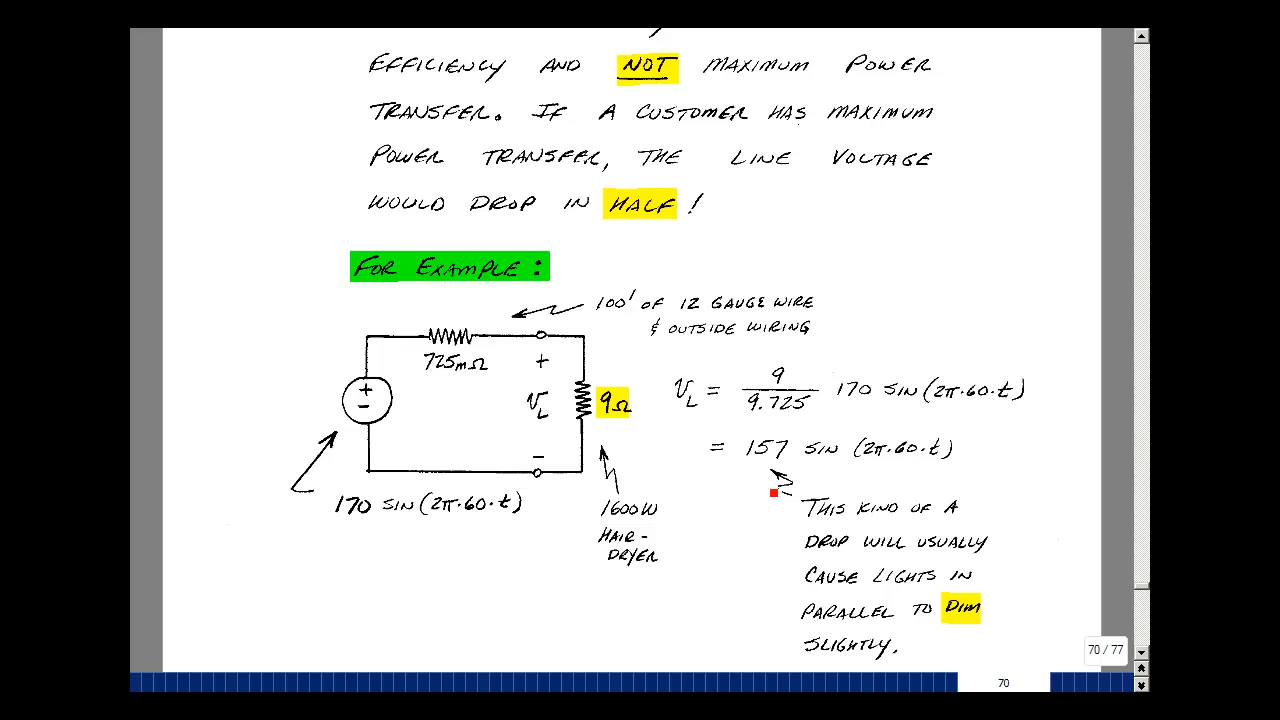 EFFICIENCY AND NOT MAXIMUM POWER
TRANSFER. IF A CUSTOMER HAS MAXIMUM
POWER TRANSFER, THE LINE VOLTAGE
WOULD DROP IN HALF!
FOR EXAMPLE:
100' OF 12 GAUGE WIRE
& OUTSIDE WIRING
725mΩ
+
+
−
V_L
9Ω
−
170 SIN(2π·60·t)
1600W
HAIR-
DRYER
V_L = 9/9.725 170 SIN(2π·60·t)
= 157 SIN (2π·60·t)
THIS KIND OF A
DROP WILL USUALLY
CAUSE LIGHTS IN
PARALLEL TO DIM
SLIGHTLY.
70 / 77
70